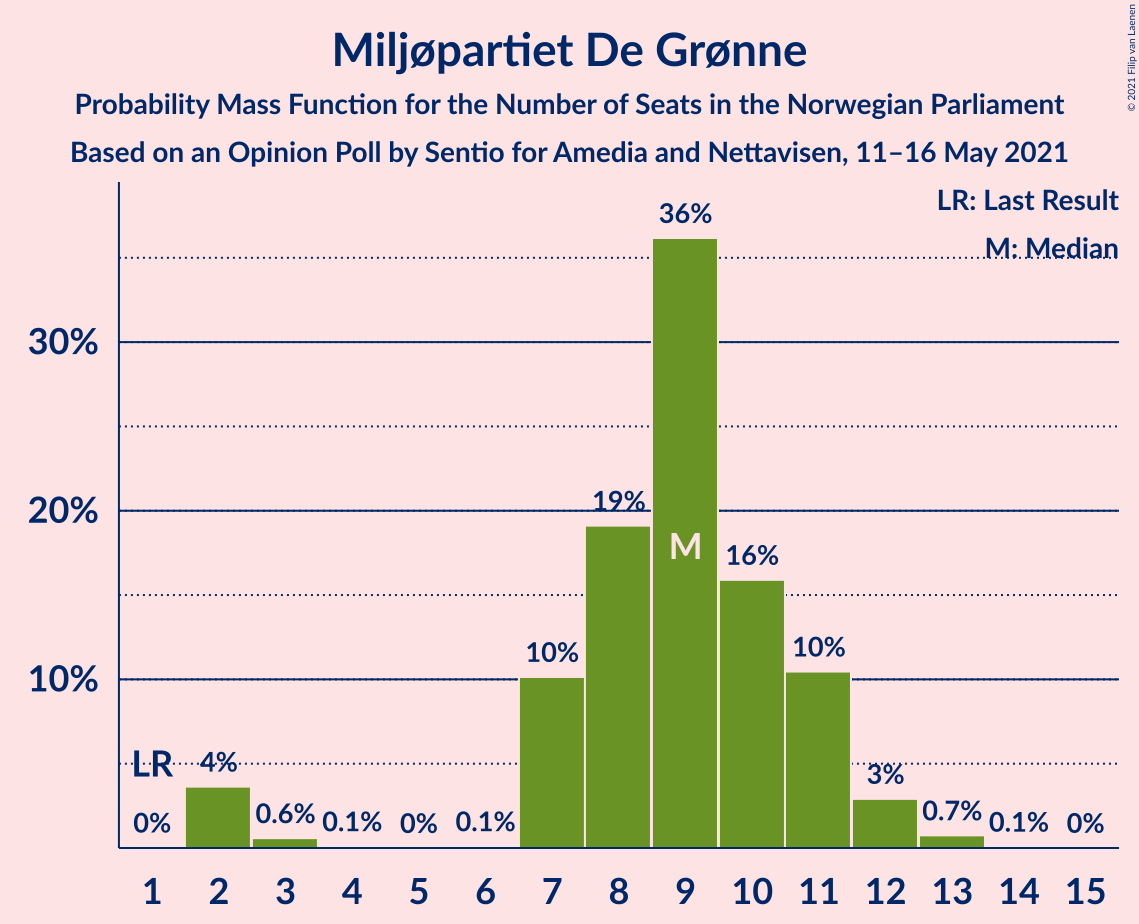 Miljøpartiet De Grønne
Probability Mass Function for the Number of Seats in the Norwegian Parliament
Based on an Opinion Poll by Sentio for Amedia and Nettavisen, 11–16 May 2021
© 2021 Filip van Laenen
LR: Last Result
M: Median
36%
30%
20%
19%
M
16%
10%
10%
10%
LR
4%
3%
0%
0.6%
0.1%
0%
0.1%
0.7%
0.1%
0%
1 2 3 4 5 6 7 8 9 10 11 12 13 14 15